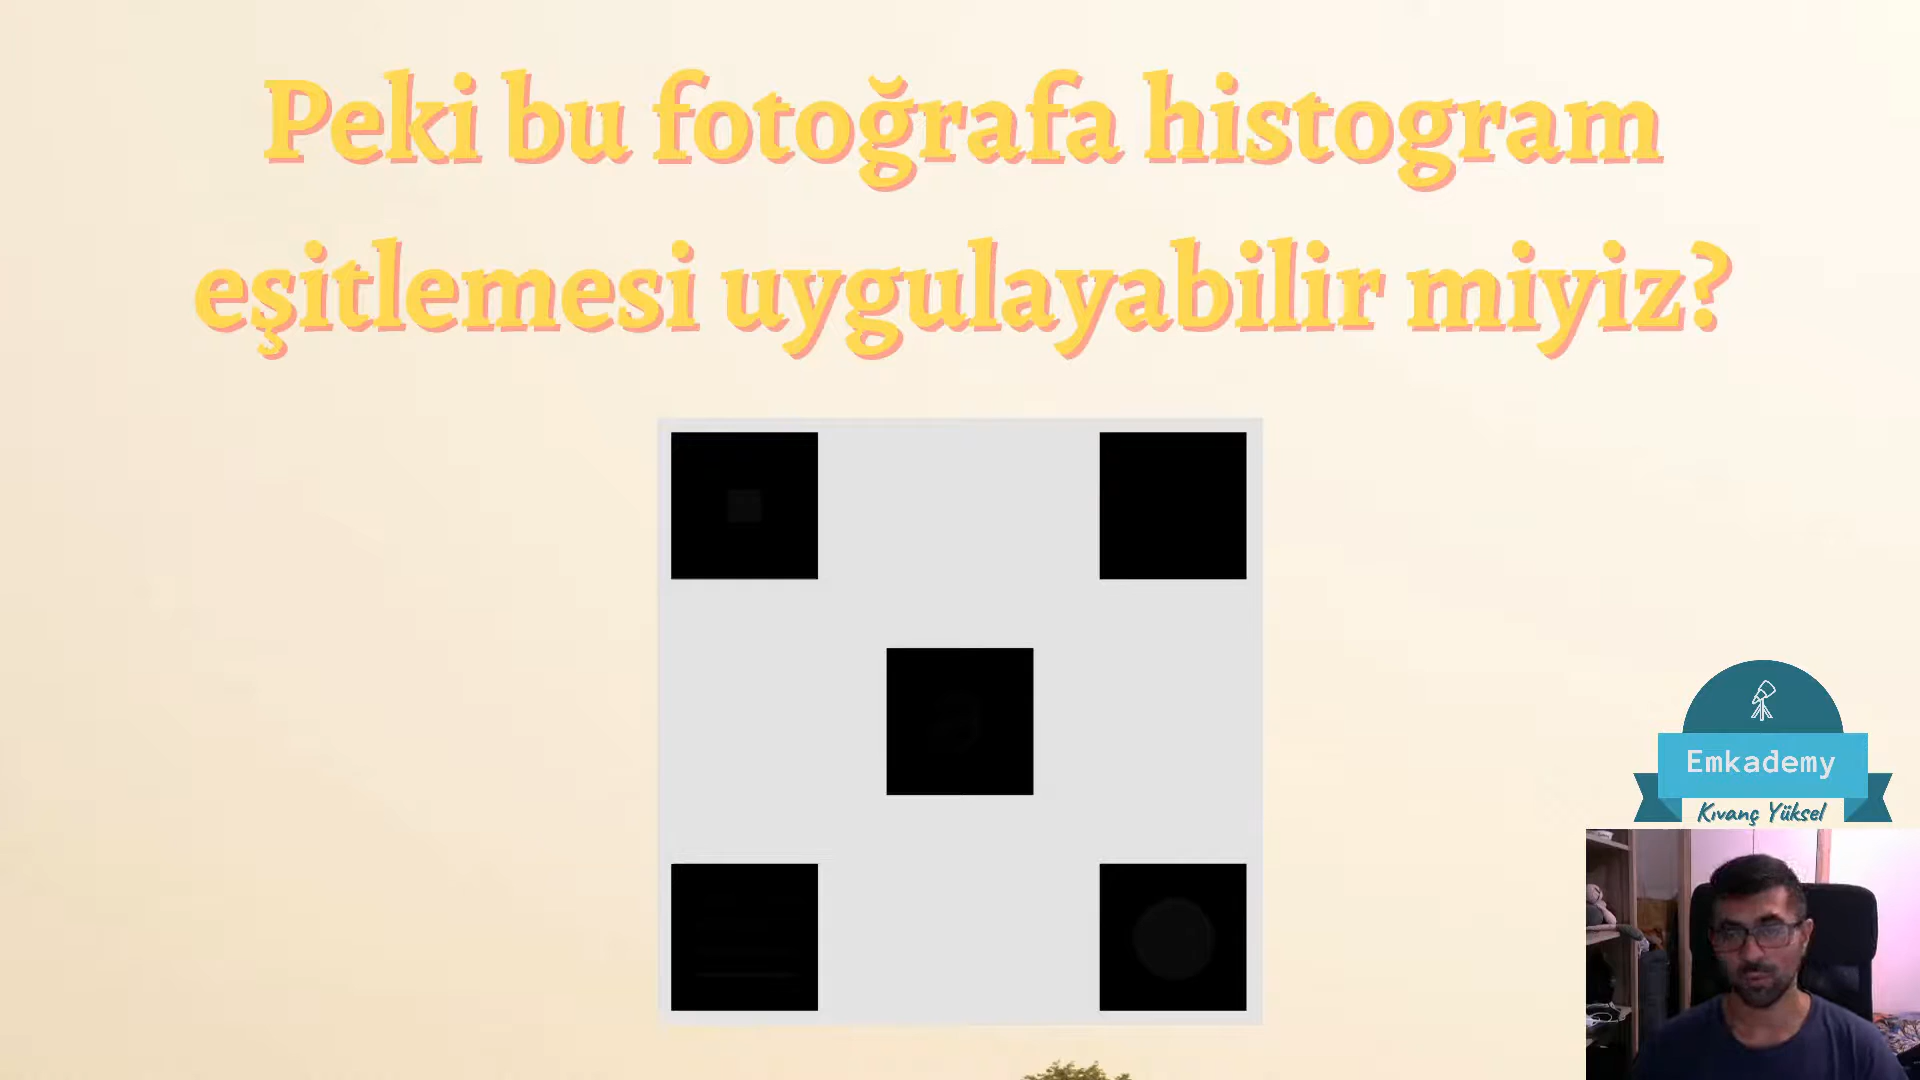 Peki bu fotoğrafa histogram
eşitlemesi uygulayabilir miyiz?
Emkademy
Kıvanç Yüksel